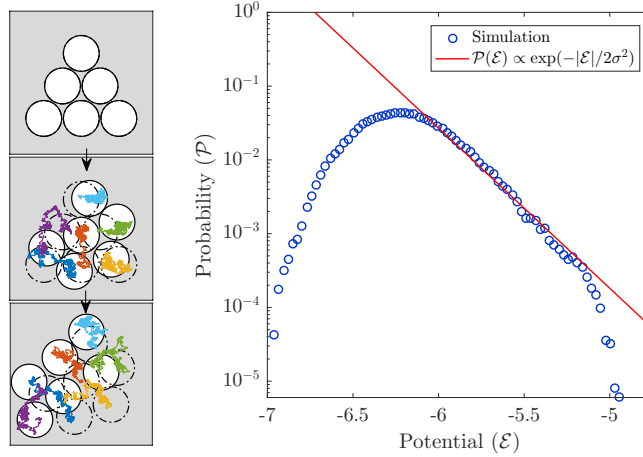 10^0
10^-1
10^-2
10^-3
10^-4
10^-5
Probability (𝒫)
Simulation
𝒫(ℰ) ∝ exp(−|ℰ|/2σ²)
-7 -6.5 -6 -5.5 -5
Potential (ℰ)